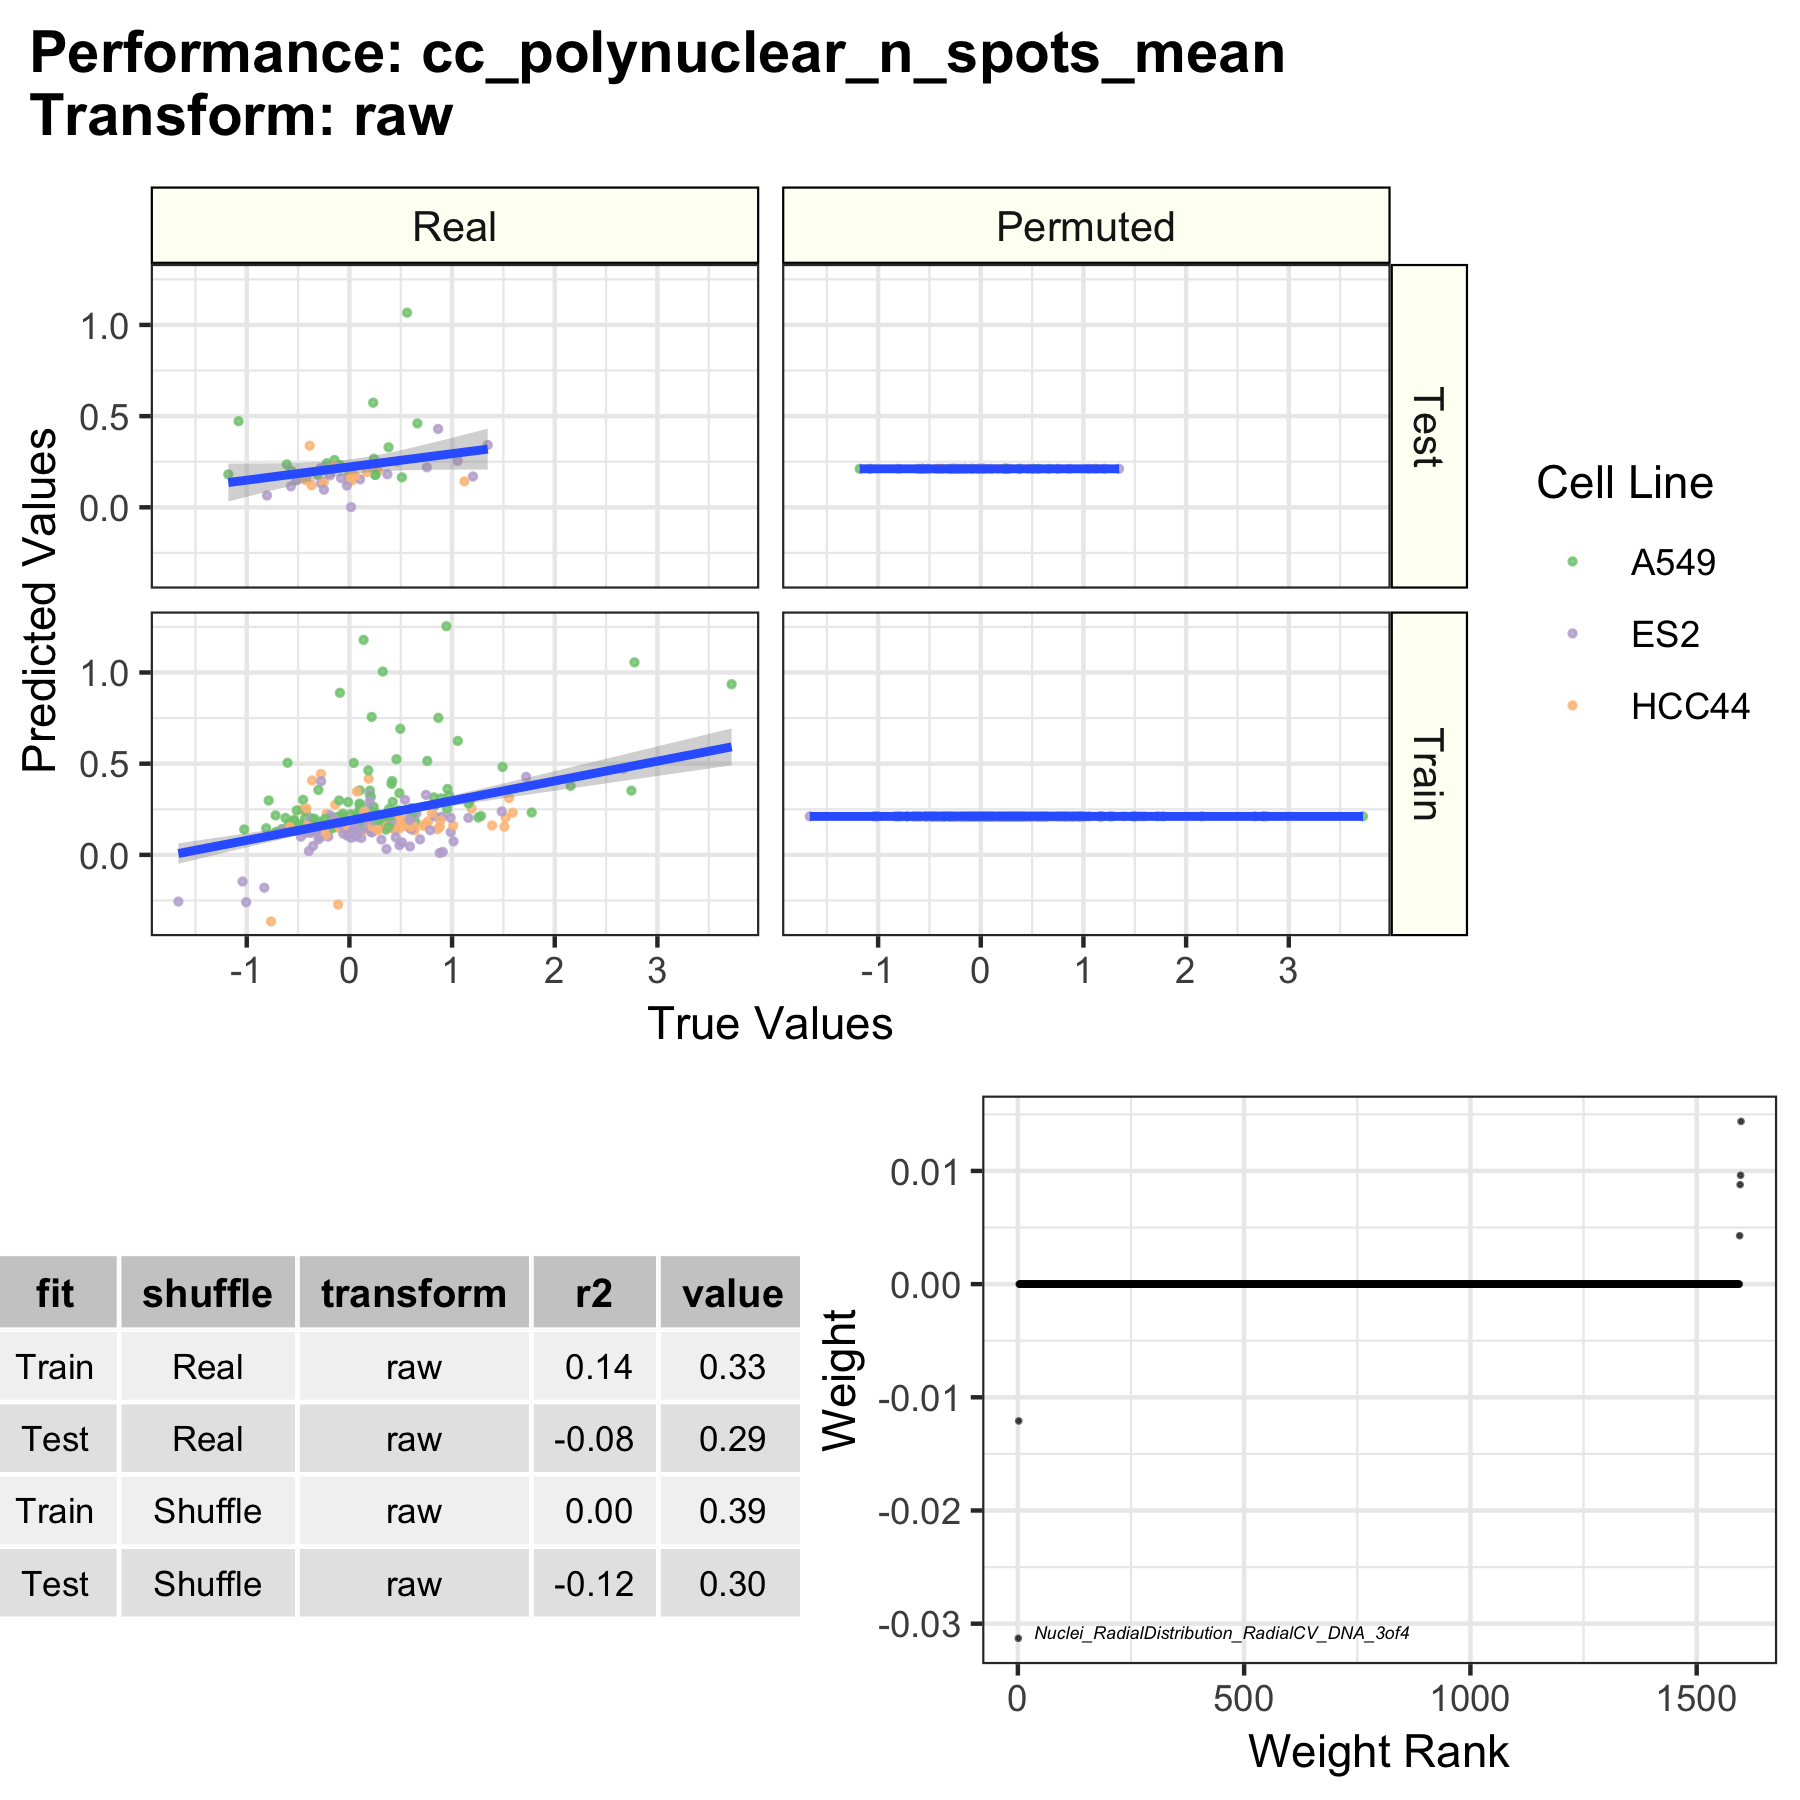 Performance: cc_polynuclear_n_spots_mean
Transform: raw
Real
Permuted
1.0
0.5
0.0
Test
1.0
0.5
0.0
Train
Predicted Values
-1 0 1 2 3
-1 0 1 2 3
True Values
Cell Line
A549
ES2
HCC44
fit shuffle transform r2 value
Train Real raw 0.14 0.33
Test Real raw -0.08 0.29
Train Shuffle raw 0.00 0.39
Test Shuffle raw -0.12 0.30
Weight
0.01
0.00
-0.01
-0.02
-0.03
Nuclei_RadialDistribution_RadialCV_DNA_3of4
0 500 1000 1500
Weight Rank